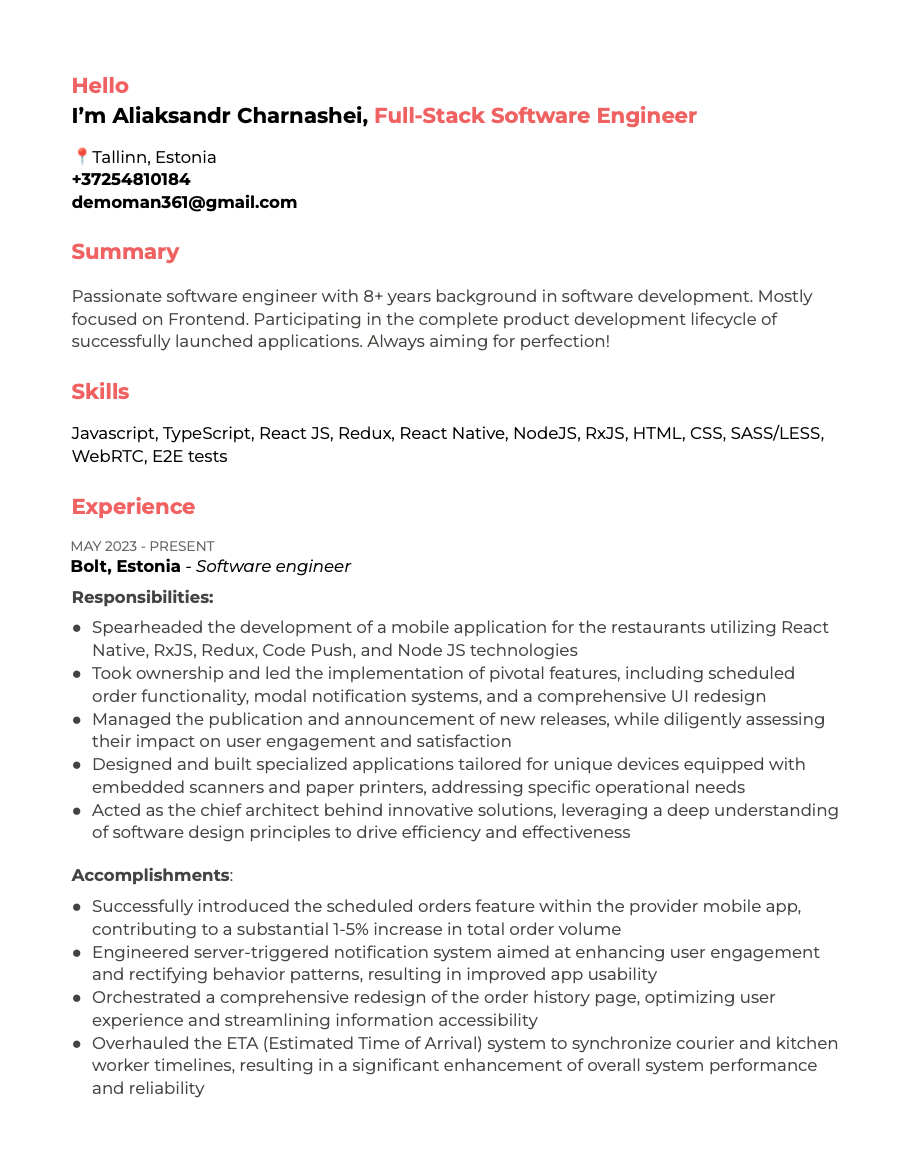 Hello
I’m Aliaksandr Charnashei, Full-Stack Software Engineer
📍Tallinn, Estonia
+37254810184
demoman361@gmail.com
Summary
Passionate software engineer with 8+ years background in software development. Mostly
focused on Frontend. Participating in the complete product development lifecycle of
successfully launched applications. Always aiming for perfection!
Skills
Javascript, TypeScript, React JS, Redux, React Native, NodeJS, RxJS, HTML, CSS, SASS/LESS,
WebRTC, E2E tests
Experience
MAY 2023 - PRESENT
Bolt, Estonia - Software engineer
Responsibilities:
● Spearheaded the development of a mobile application for the restaurants utilizing React
Native, RxJS, Redux, Code Push, and Node JS technologies
● Took ownership and led the implementation of pivotal features, including scheduled
order functionality, modal notification systems, and a comprehensive UI redesign
● Managed the publication and announcement of new releases, while diligently assessing
their impact on user engagement and satisfaction
● Designed and built specialized applications tailored for unique devices equipped with
embedded scanners and paper printers, addressing specific operational needs
● Acted as the chief architect behind innovative solutions, leveraging a deep understanding
of software design principles to drive efficiency and effectiveness
Accomplishments:
● Successfully introduced the scheduled orders feature within the provider mobile app,
contributing to a substantial 1-5% increase in total order volume
● Engineered server-triggered notification system aimed at enhancing user engagement
and rectifying behavior patterns, resulting in improved app usability
● Orchestrated a comprehensive redesign of the order history page, optimizing user
experience and streamlining information accessibility
● Overhauled the ETA (Estimated Time of Arrival) system to synchronize courier and kitchen
worker timelines, resulting in a significant enhancement of overall system performance
and reliability